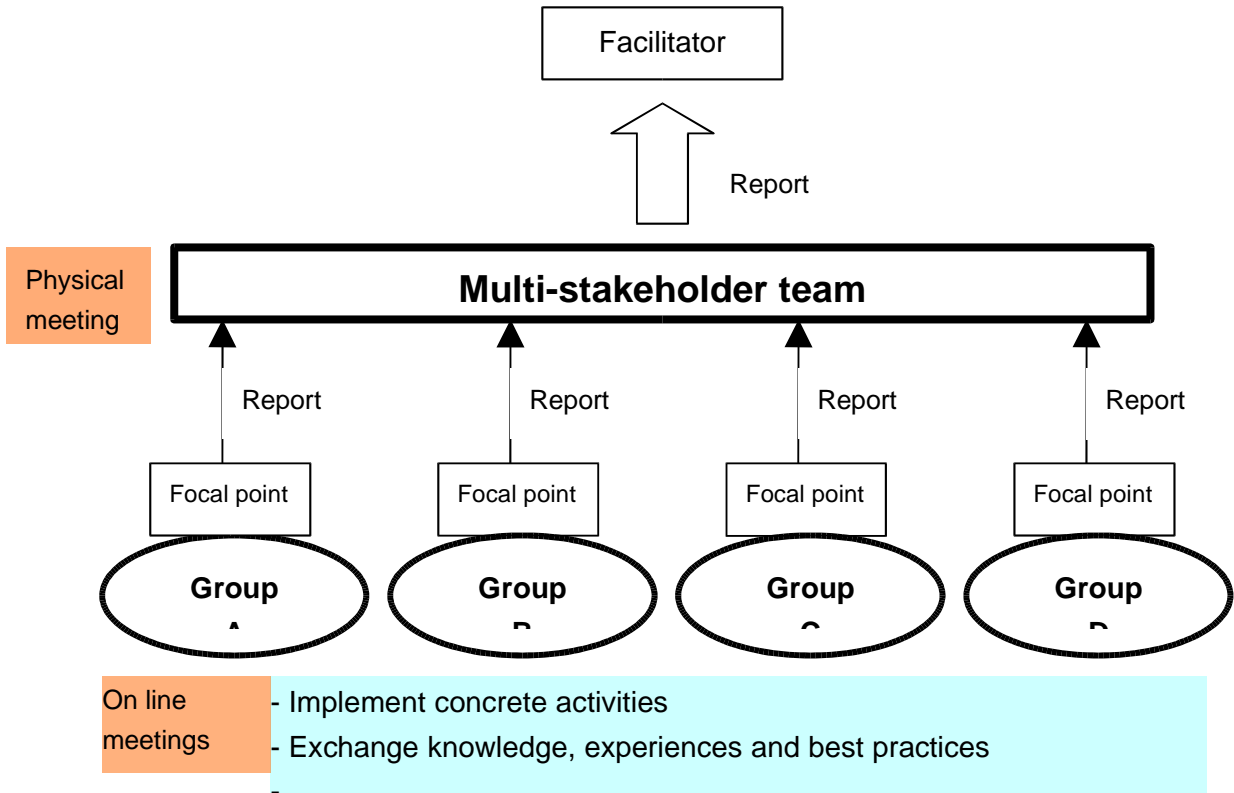 Facilitator
Report
Physical
meeting
Multi-stakeholder team
Report
Report
Report
Report
Focal point
Focal point
Focal point
Focal point
Group
Group
Group
Group
On line
meetings
- Implement concrete activities
- Exchange knowledge, experiences and best practices
-